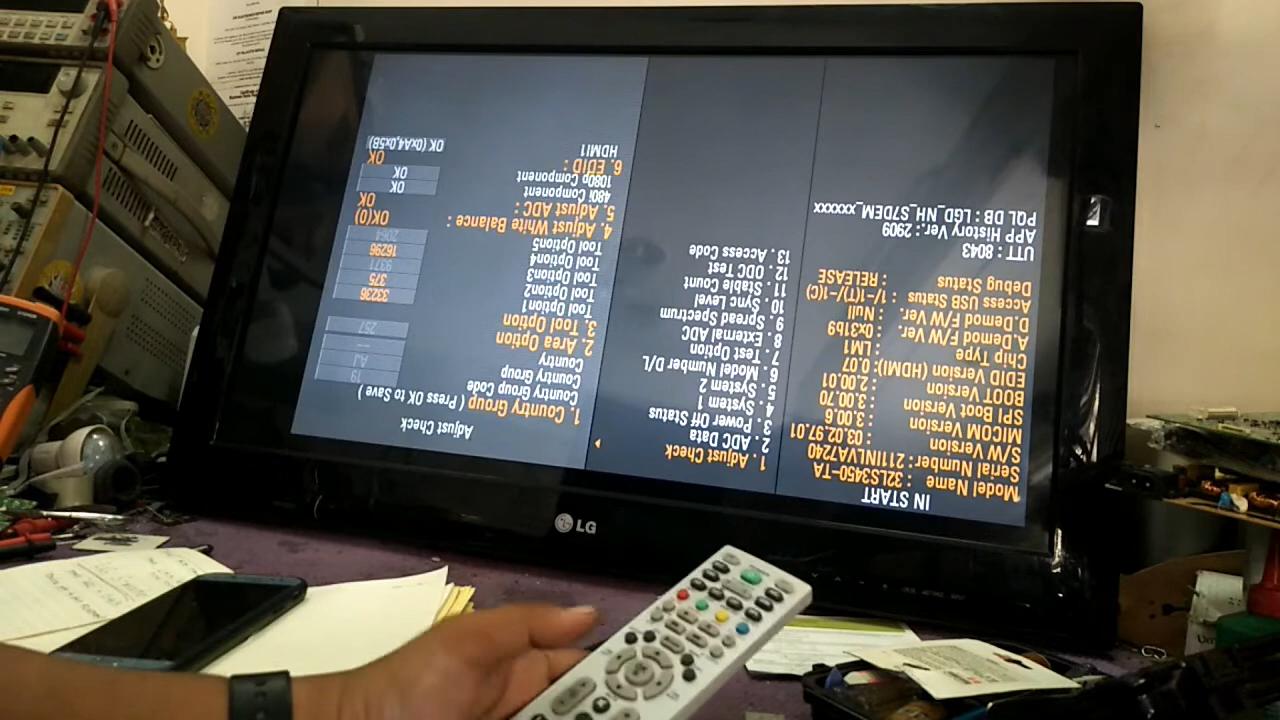 IN START
Model Name : 32LS3450-TA
Serial Number : 211INLVA7240
S/W Version : 03.02.97.01
MICOM Version : 3.00.6
SPI Boot Version : 3.00.70
BOOT Version : 2.00.01
EDID Version (HDMI): 0.07
Chip Type : LM1
A.Demod F/W Ver. : 0x31b9
D.Demod F/W Ver. : Null
Access USB Status : 1/-1(T)/-1(C)
Debug Status : RELEASE
UTT : 8043
APP History Ver. : 2909
PQL DB : LGD_NH_S7DEM_xxxxxx
1 . Adjust Check
2 . ADC Data
3 . Power Off Status
4 . System 1
5 . System 2
6 . Model Number D/L
7 . Test Option
8 . External ADC
9 . Spread Spectrum
10 . Sync Level
11 . Stable Count
12 . ODC Test
13 . Access Code
Adjust Check
1. Country Group Code ( Press OK to Save )
Country Group Code 19
Country Group AJ
Country ---
2. Area Option 257
3. Tool Option
Tool Option1 33236
Tool Option2 375
Tool Option3 9371
Tool Option4 16296
Tool Option5 2064
4. Adjust White Balance : OK(0)
5. Adjust ADC : OK
480i Component OK
1080p Component OK
6. EDID : OK
HDMI1 OK (0xA4,0x5B)
LG